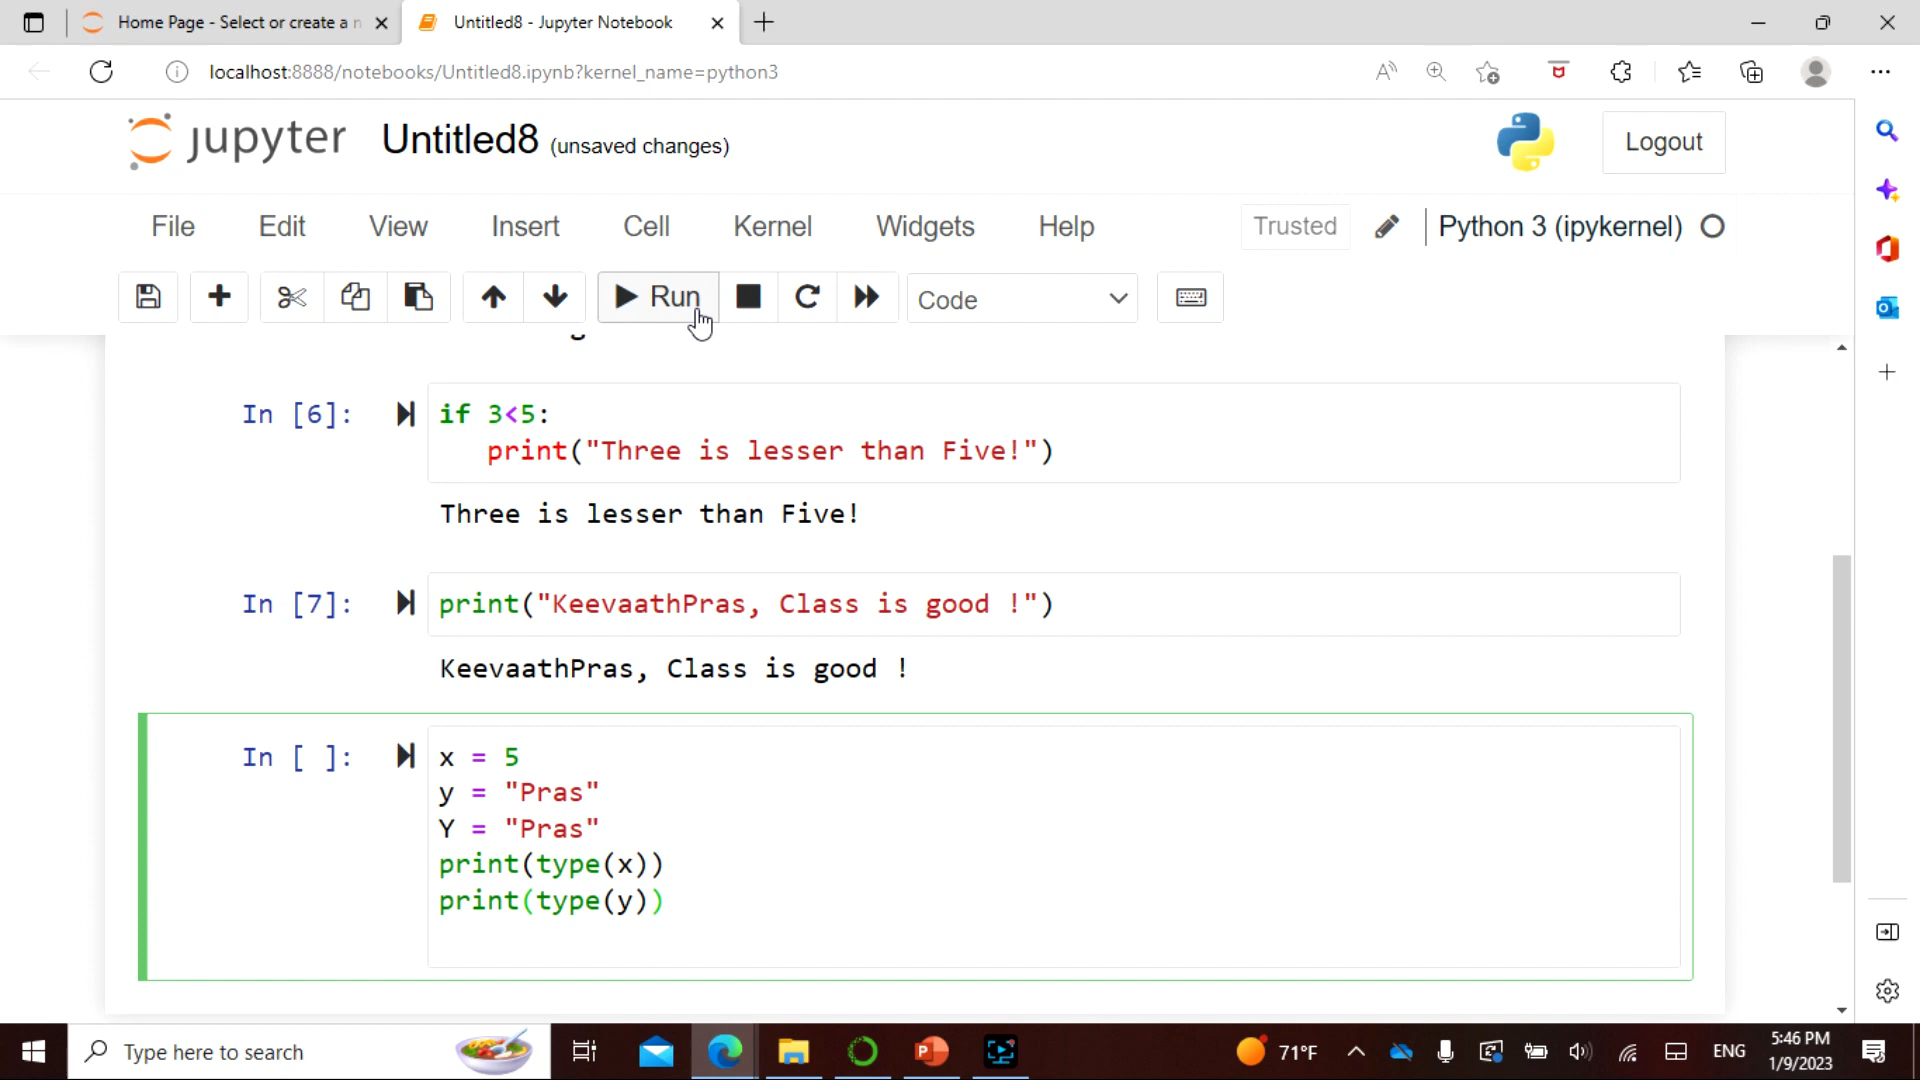 Home Page - Select or create a n
Untitled8 - Jupyter Notebook
localhost:8888/notebooks/Untitled8.ipynb?kernel_name=python3
jupyter Untitled8 (unsaved changes)
Logout
File Edit View Insert Cell Kernel Widgets Help Trusted Python 3 (ipykernel)
Run Code
In [6]: if 3<5:
print("Three is lesser than Five!")
Three is lesser than Five!
In [7]: print("KeevaathPras, Class is good !")
KeevaathPras, Class is good !
In [ ]: x = 5
y = "Pras"
Y = "Pras"
print(type(x))
print(type(y))
Type here to search
71°F
ENG
5:46 PM
1/9/2023